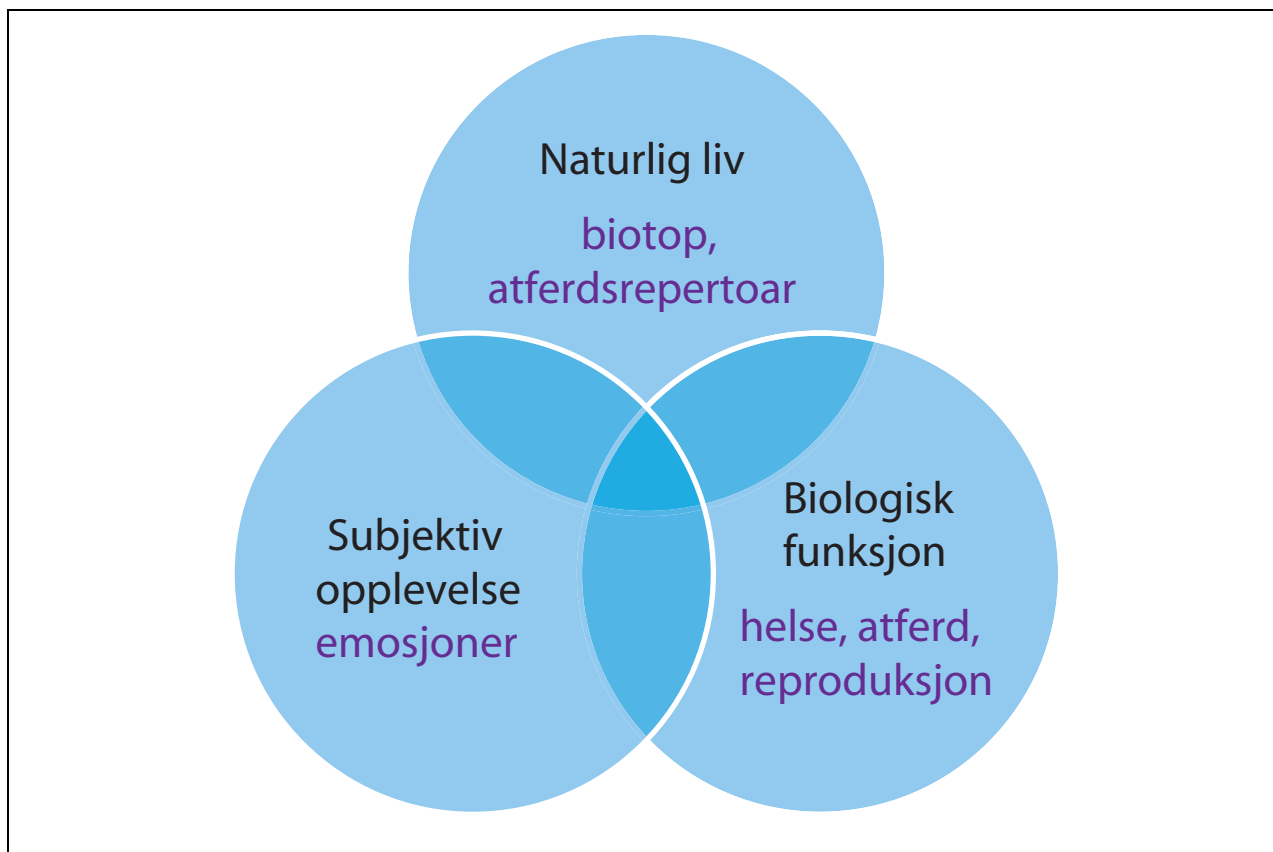 Naturlig liv
biotop,
atferdsrepertoar
Subjektiv
opplevelse
emosjoner
Biologisk
funksjon
helse, atferd,
reproduksjon